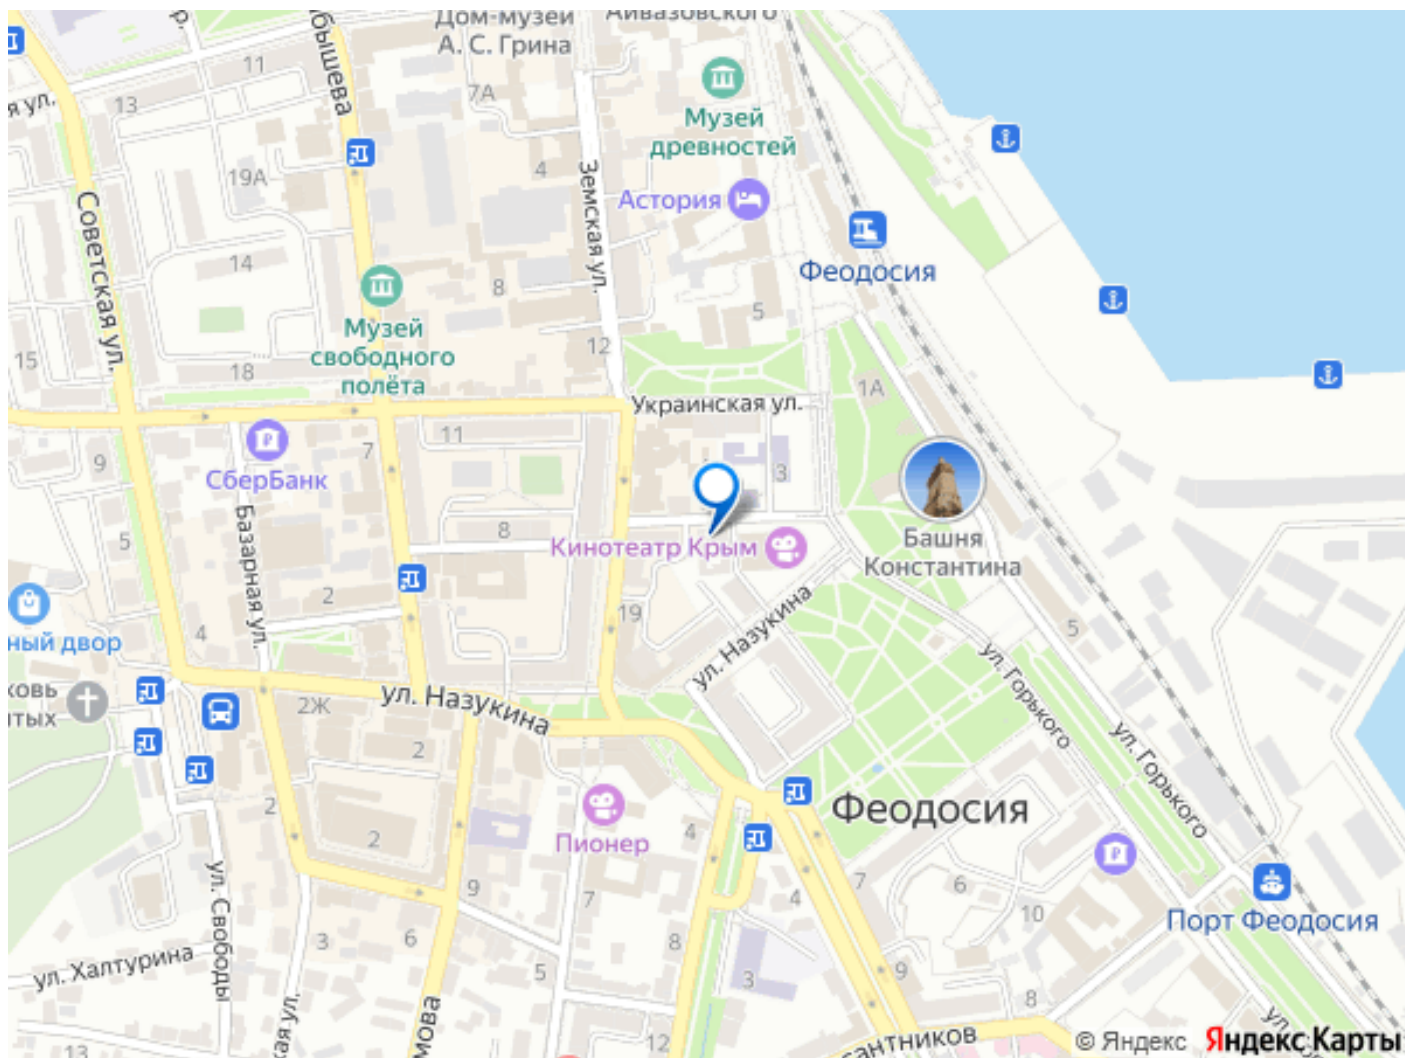 Дом-музей
А. С. Грина
Айвазовского
11
13
7А
Музей
древностей
19А
4
Астория
Советская ул.
Земская ул.
Феодосия
14
8
5
Музей
свободного
полёта
15
18
12
1А
Украинская ул.
11
9
7
СберБанк
3
Базарная ул.
5
8
Кинотеатр Крым
Башня
Константина
2
19
4
ул. Назукина
5
ный двор
ул. Горького
2Ж
ул. Назукина
ул. Горького
2
2
2
Феодосия
4
Пионер
9
7
4
7
6
10
ул. Свободы
Порт Феодосия
3
6
8
ул. Халтурина
5
3
9
8
12
13
© Яндекс
Яндекс Карты